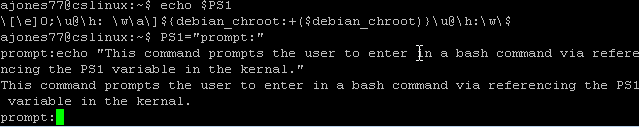 ajones77@cslinux:~$ echo $PS1
\[\e]0;\u@\h: \w\a\]${debian_chroot:+($debian_chroot)}\u@\h:\w\$
ajones77@cslinux:~$ PS1="prompt:"
prompt:echo "This command prompts the user to enter in a bash command via refere
ncing the PS1 variable in the kernal."
This command prompts the user to enter in a bash command via referencing the PS1
 variable in the kernal.
prompt: